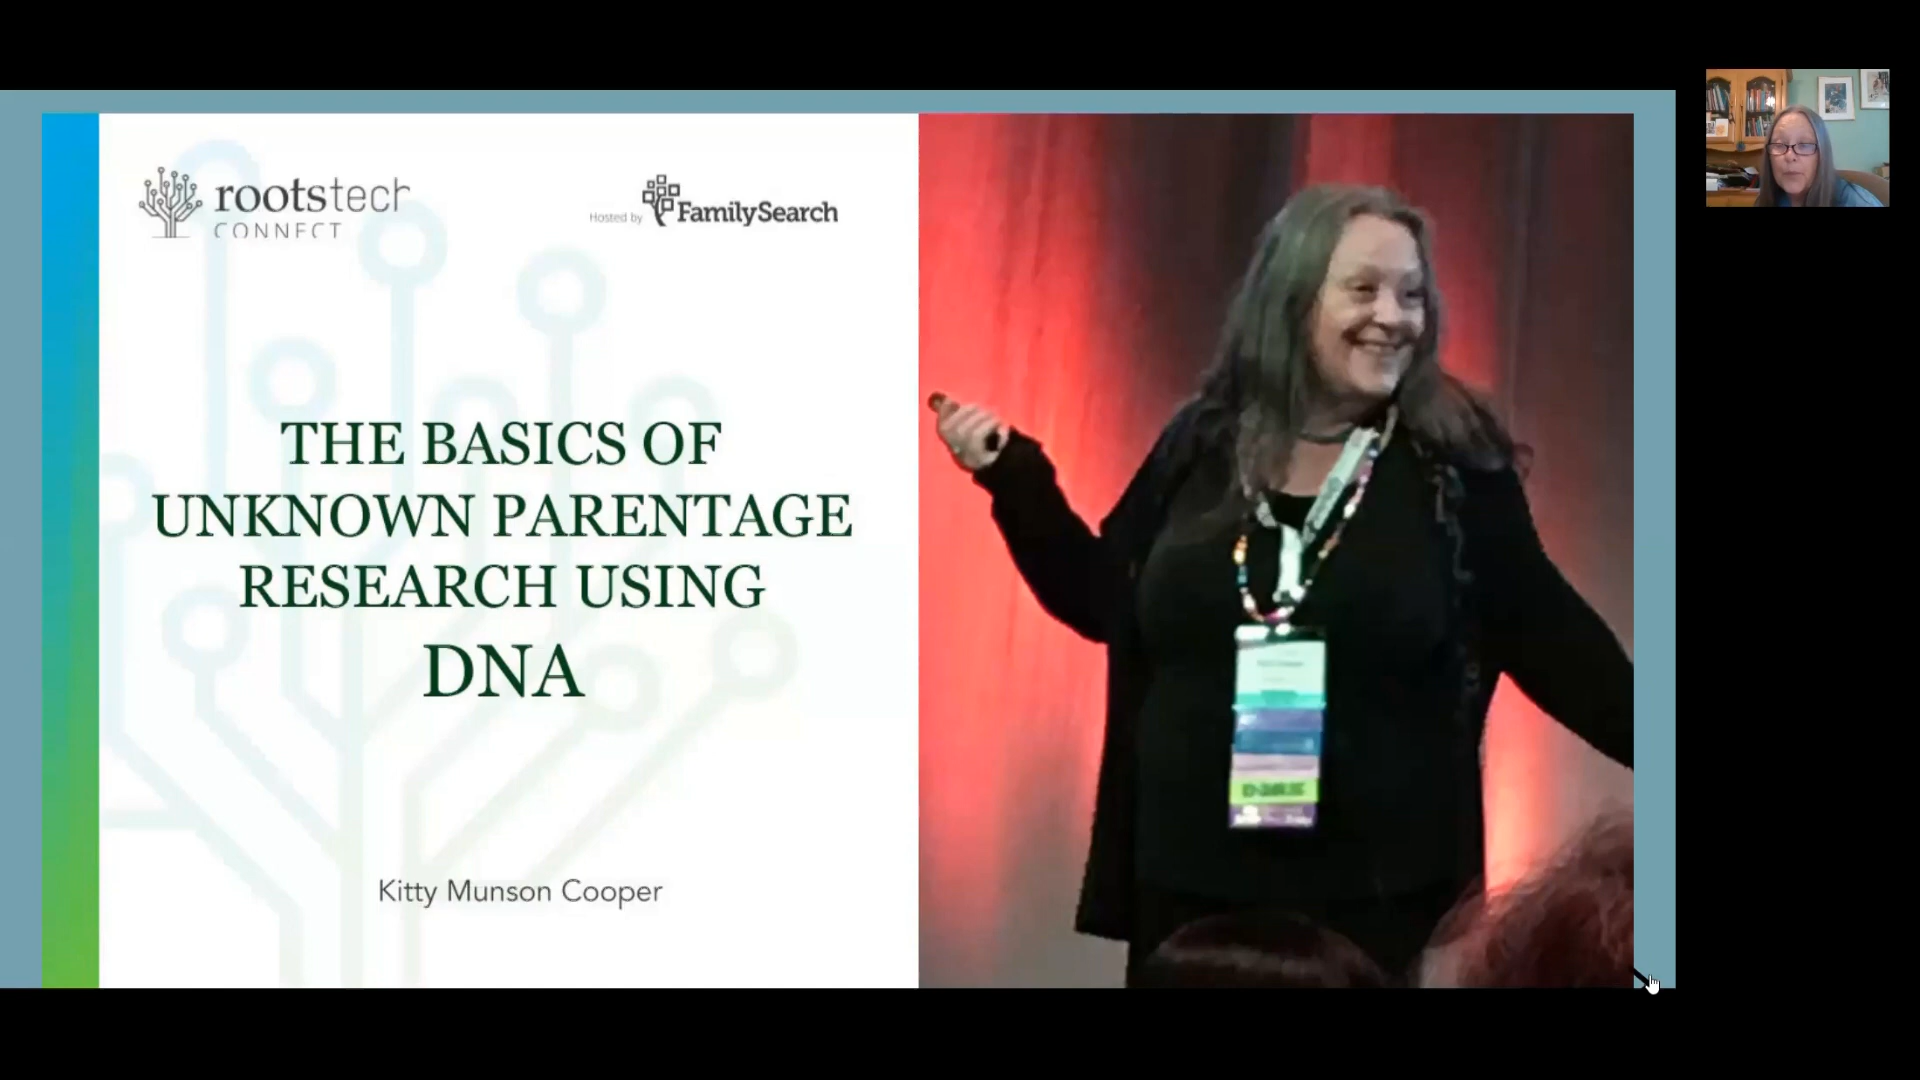 rootstech
CONNECT
Hosted by FamilySearch
THE BASICS OF
UNKNOWN PARENTAGE
RESEARCH USING
DNA
Kitty Munson Cooper